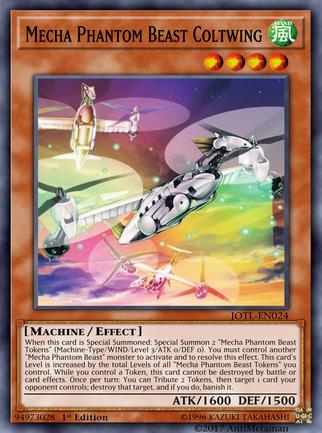 MECHA PHANTOM BEAST COLTWING
WIND
風
JOTL-EN024
[MACHINE / EFFECT]
When this card is Special Summoned: Special Summon 2 "Mecha Phantom Beast
Tokens" (Machine-Type/WIND/Level 3/ATK 0/DEF 0). You must control another
"Mecha Phantom Beast" monster to activate and to resolve this effect. This card's
Level is increased by the total Levels of all "Mecha Phantom Beast Tokens" you
control. While you control a Token, this card cannot be destroyed by battle or
card effects. Once per turn: You can Tribute 2 Tokens, then target 1 card your
opponent controls; destroy that target, and if you do, banish it.
ATK/1600 DEF/1500
94973028 1st Edition ©1996 KAZUKI TAKAHASHI
©2017 AntiMetaman